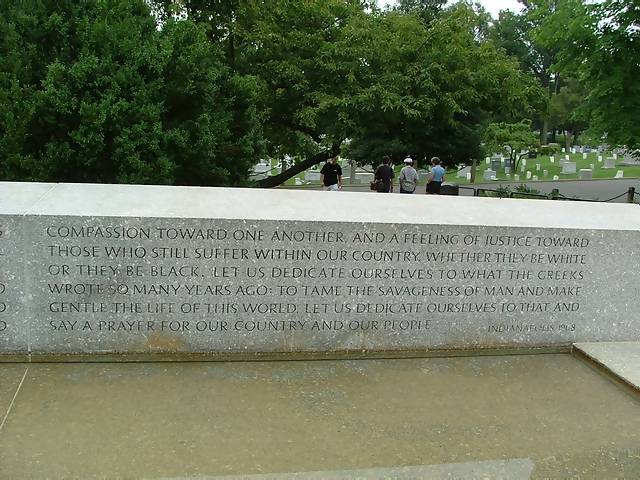 COMPASSION TOWARD ONE ANOTHER, AND A FEELING OF JUSTICE TOWARD
THOSE WHO STILL SUFFER WITHIN OUR COUNTRY, WHETHER THEY BE WHITE
OR THEY BE BLACK. LET US DEDICATE OURSELVES TO WHAT THE GREEKS
WROTE SO MANY YEARS AGO: TO TAME THE SAVAGENESS OF MAN AND MAKE
GENTLE THE LIFE OF THIS WORLD. LET US DEDICATE OURSELVES TO THAT, AND
SAY A PRAYER FOR OUR COUNTRY AND OUR PEOPLE INDIANAPOLIS 1968